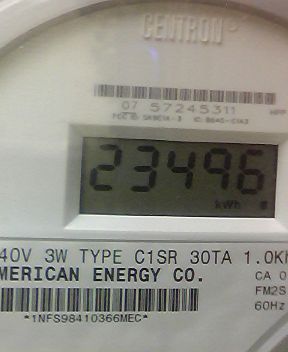 CENTRON®
07 57245311
23496
kWh
40V 3W TYPE C1SR 30TA 1.0Kh
MERICAN ENERGY CO.
CA 0
FM2S
60Hz
*1NFS98410366MEC*